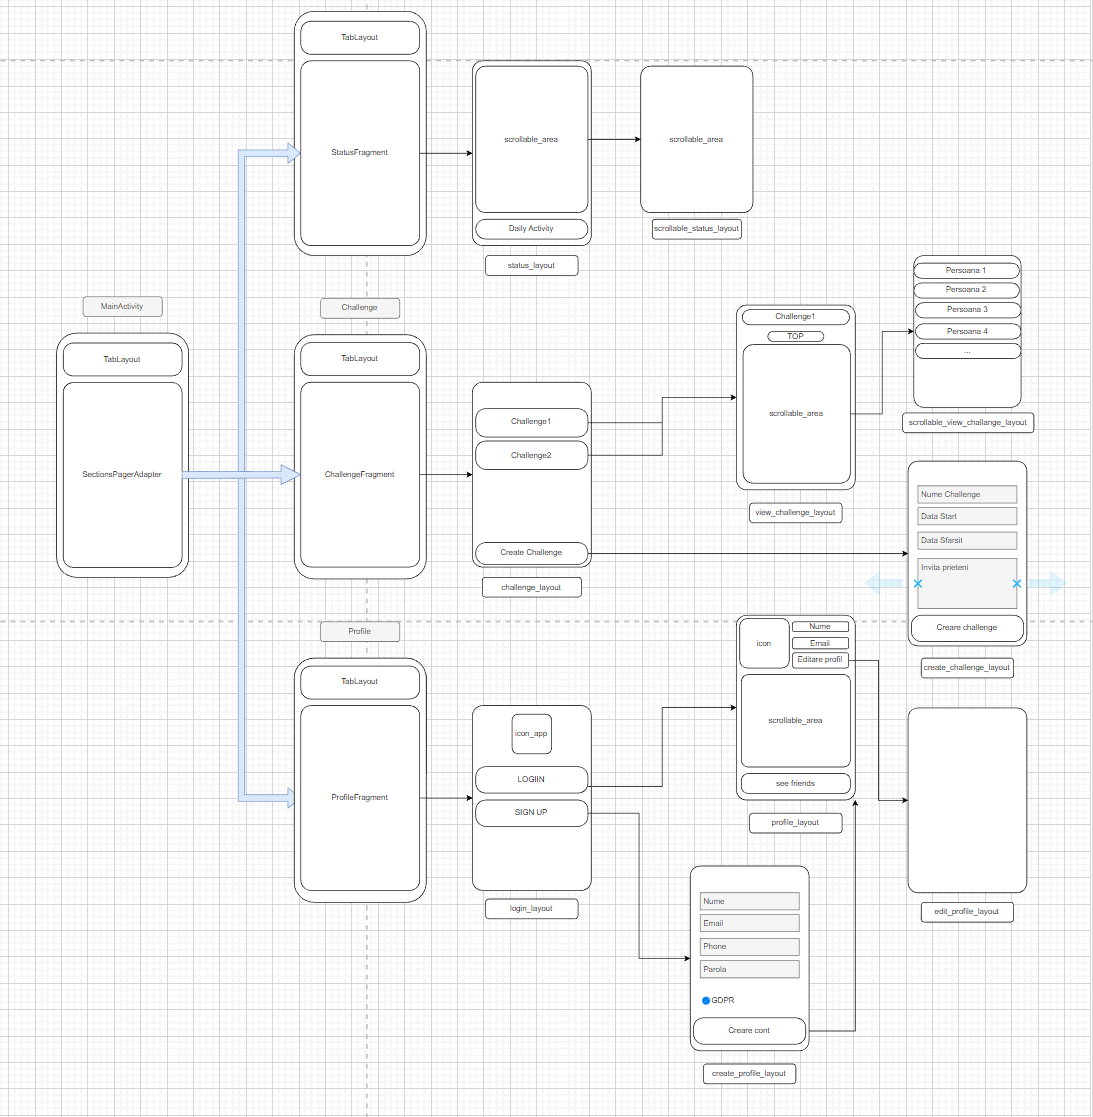 TabLayout
StatusFragment
scrollable_area
Daily Activity
status_layout
scrollable_area
scrollable_status_layout
MainActivity
TabLayout
SectionsPagerAdapter
Challenge
TabLayout
ChallengeFragment
Challenge1
Challenge2
Create Challenge
challenge_layout
Challenge1
TOP
scrollable_area
view_challenge_layout
Persoana 1
Persoana 2
Persoana 3
Persoana 4
...
scrollable_view_challange_layout
Nume Challenge
Data Start
Data Sfarsit
Invita prieteni
Creare challenge
create_challenge_layout
Profile
TabLayout
ProfileFragment
icon_app
LOGIIN
SIGN UP
login_layout
icon
Nume
Email
Editare profil
scrollable_area
see friends
profile_layout
edit_profile_layout
Nume
Email
Phone
Parola
GDPR
Creare cont
create_profile_layout